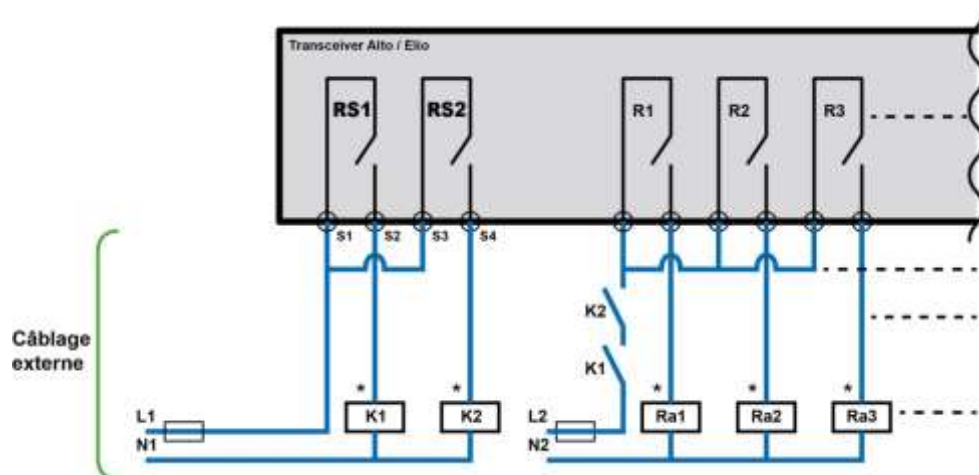 Transceiver Alto / Elio
RS1 RS2 R1 R2 R3
S1 S2 S3 S4
K2
Câblage
externe
K1
* * * * *
L1 K1 K2 L2 Ra1 Ra2 Ra3
N1 N2